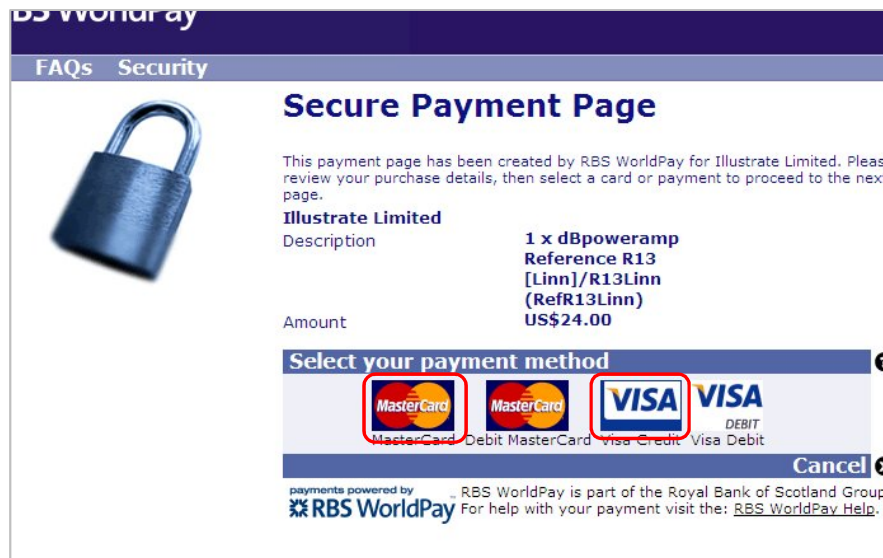 BS WorldPay
FAQs Security
Secure Payment Page
This payment page has been created by RBS WorldPay for Illustrate Limited. Pleas
review your purchase details, then select a card or payment to proceed to the nex
page.
Illustrate Limited
Description 1 x dBpoweramp
Reference R13
[Linn]/R13Linn
(RefR13Linn)
Amount US$24.00
Select your payment method
MasterCard MasterCard VISA VISA
DEBIT
MasterCard Debit MasterCard Visa Credit Visa Debit
Cancel
payments powered by
RBS WorldPay
RBS WorldPay is part of the Royal Bank of Scotland Group
For help with your payment visit the: RBS WorldPay Help.